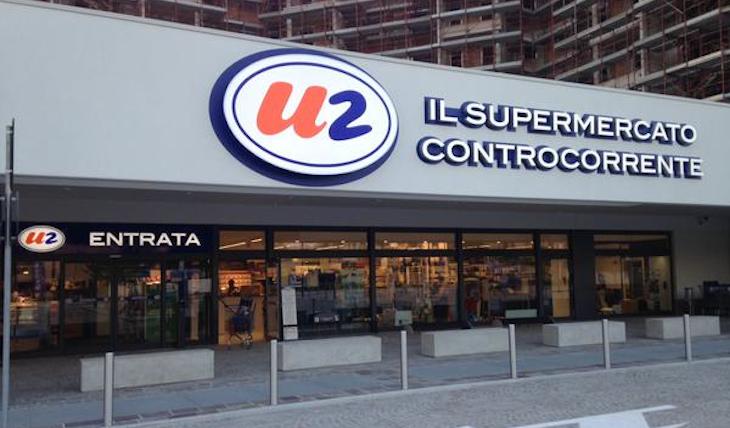 U2
IL SUPERMERCATO
CONTROCORRENTE
U2 ENTRATA